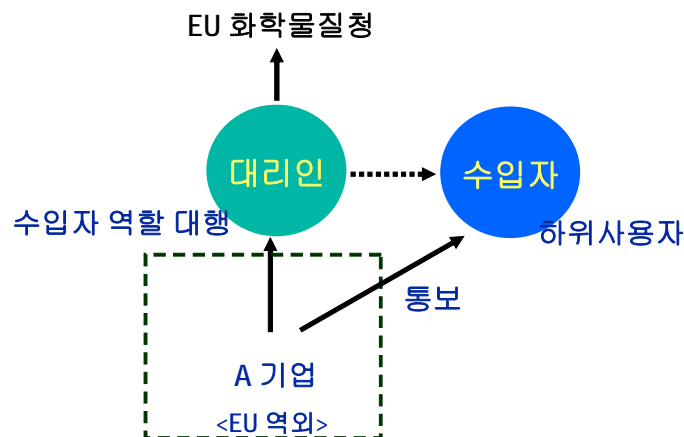 EU 화학물질청
대리인
수입자
수입자 역할 대행
하위사용자
통보
A 기업
<EU 역외>